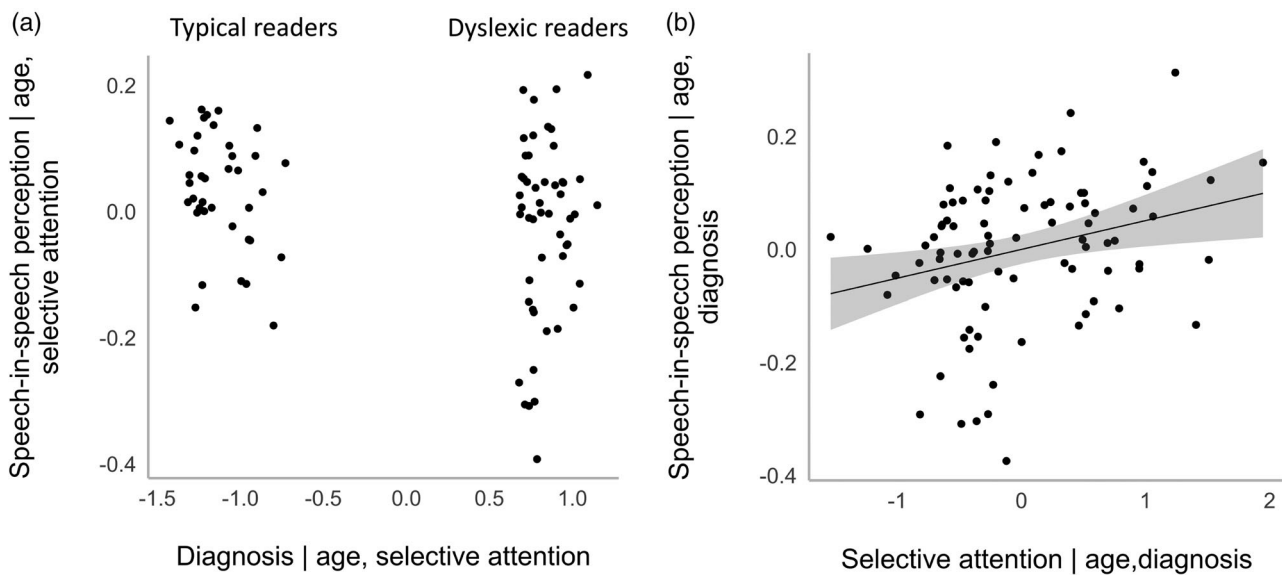 (a)
Typical readers
Dyslexic readers
Speech-in-speech perception | age,
selective attention
0.2
0.0
-0.2
-0.4
-1.5
-1.0
-0.5
0.0
0.5
1.0
Diagnosis | age, selective attention
(b)
Speech-in-specch perception | age,
diagnosis
0.2
0.0
-0.2
-0.4
-1
0
1
2
Selective attention | age,diagnosis